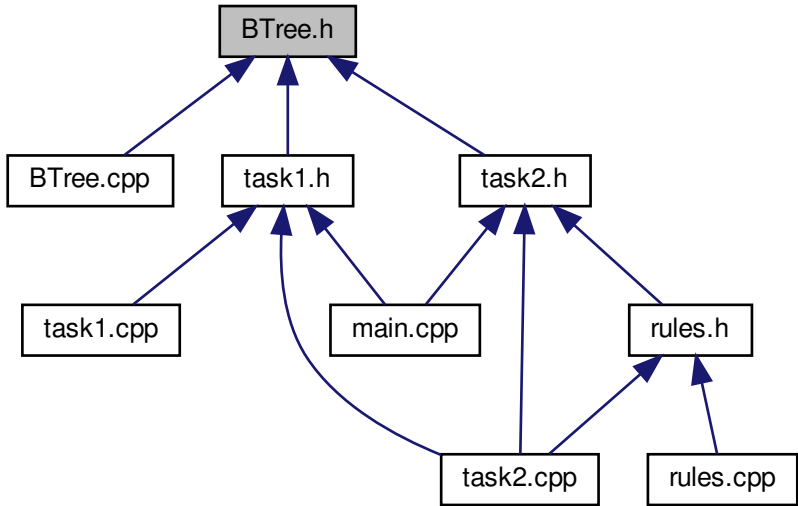 BTree.h
BTree.cpp
task1.h
task2.h
task1.cpp
main.cpp
rules.h
task2.cpp
rules.cpp